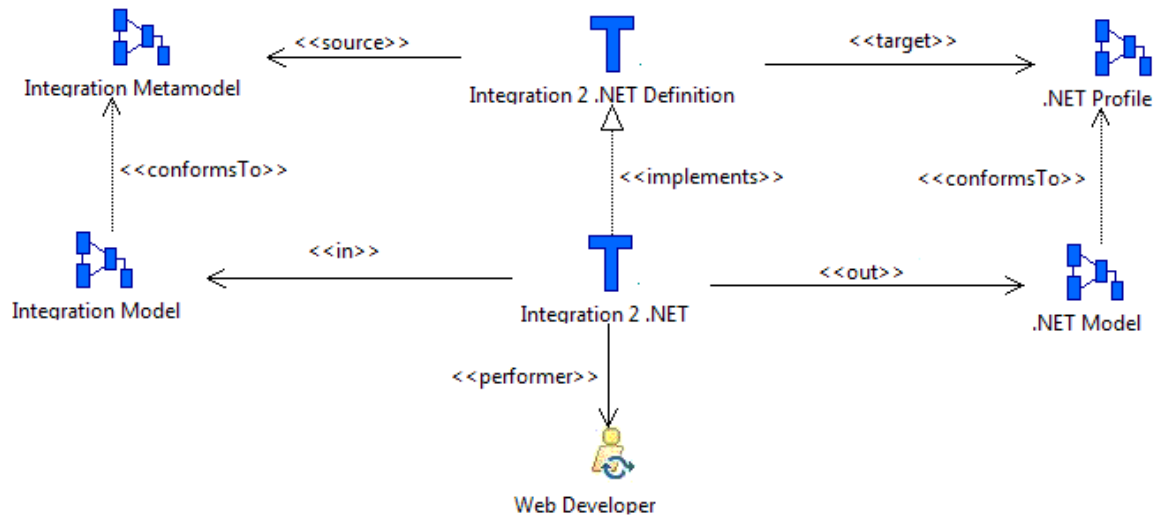 <<source>>
<<target>>
Integration Metamodel
Integration 2 .NET Definition
.NET Profile
<<conformsTo>>
<<implements>>
<<conformsTo>>
<<in>>
<<out>>
Integration Model
Integration 2 .NET
.NET Model
<<performer>>
Web Developer